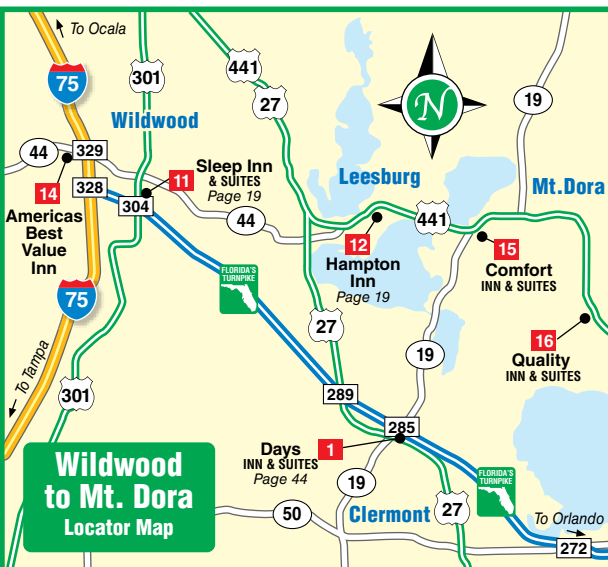 To Ocala
75
301
441
27
19
N
Wildwood
44
329
14
328
11
Sleep Inn
& SUITES
Page 19
304
44
Americas
Best
Value
Inn
Leesburg
Mt.Dora
441
12
Hampton
Inn
Page 19
15
Comfort
INN & SUITES
75
FLORIDA'S
TURNPIKE
27
16
Quality
INN & SUITES
19
To Tampa
301
289
285
Days
INN & SUITES
Page 44
1
Wildwood
to Mt. Dora
Locator Map
19
FLORIDA'S
TURNPIKE
50
Clermont
27
To Orlando
272